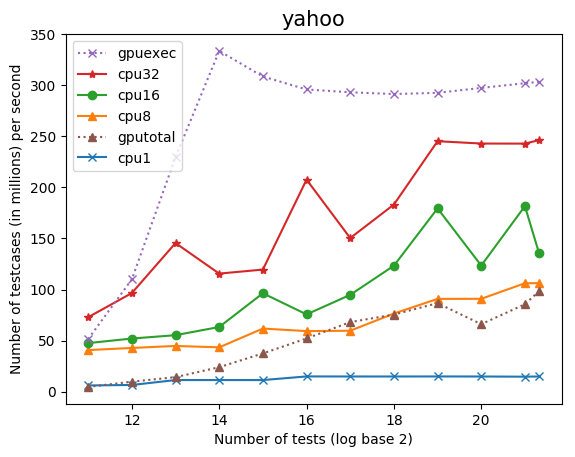 yahoo
Number of testcases (in millions) per second
350
300
250
200
150
100
50
0
gpuexec
cpu32
cpu16
cpu8
gputotal
cpu1
12
14
16
18
20
Number of tests (log base 2)